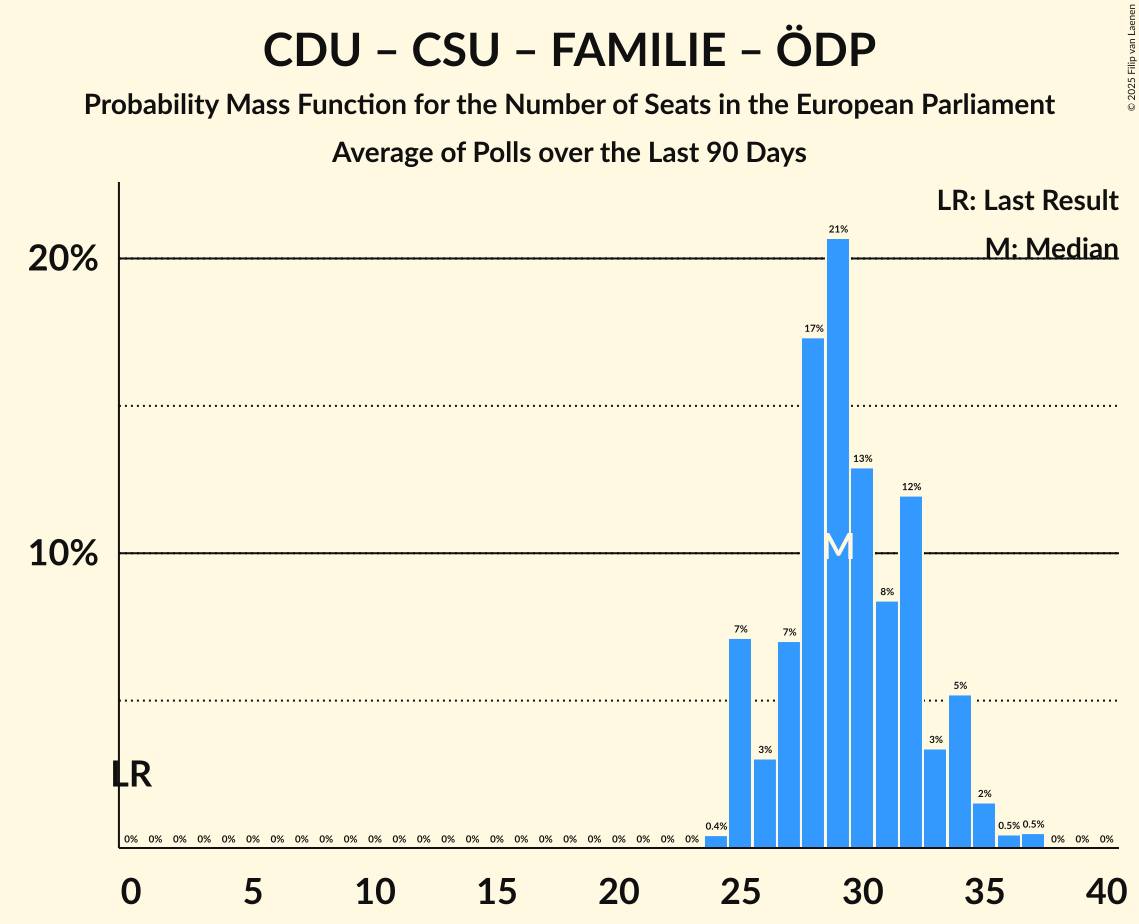 CDU – CSU – FAMILIE – ÖDP
Probability Mass Function for the Number of Seats in the European Parliament
Average of Polls over the Last 90 Days
© 2025 Filip van Laenen
LR: Last Result
M: Median
20%
10%
21%
17%
13%
12%
8%
7%
7%
5%
3%
3%
2%
M
LR
0% 0% 0% 0% 0% 0% 0% 0% 0% 0% 0% 0% 0% 0% 0% 0% 0% 0% 0% 0% 0% 0% 0% 0% 0.4% 0.5% 0.5% 0% 0% 0%
0 5 10 15 20 25 30 35 40